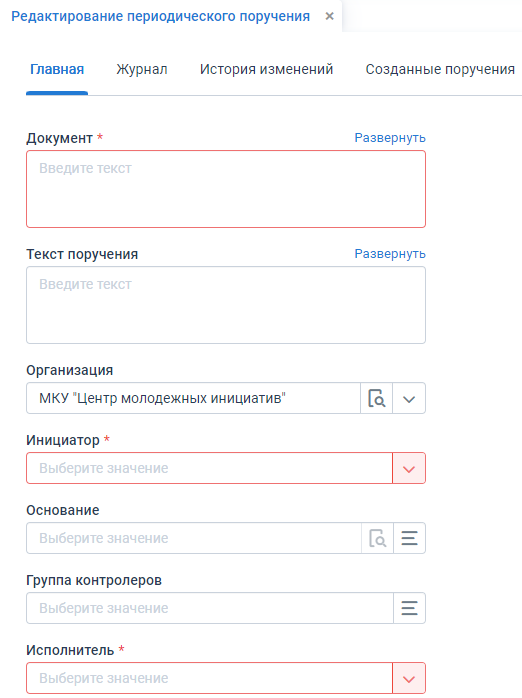 Редактирование периодического поручения ×
Главная Журнал История изменений Созданные поручения
Документ * Развернуть
Введите текст
Текст поручения Развернуть
Введите текст
Организация
МКУ "Центр молодежных инициатив"
Инициатор *
Выберите значение
Основание
Выберите значение
Группа контролеров
Выберите значение
Исполнитель *
Выберите значение